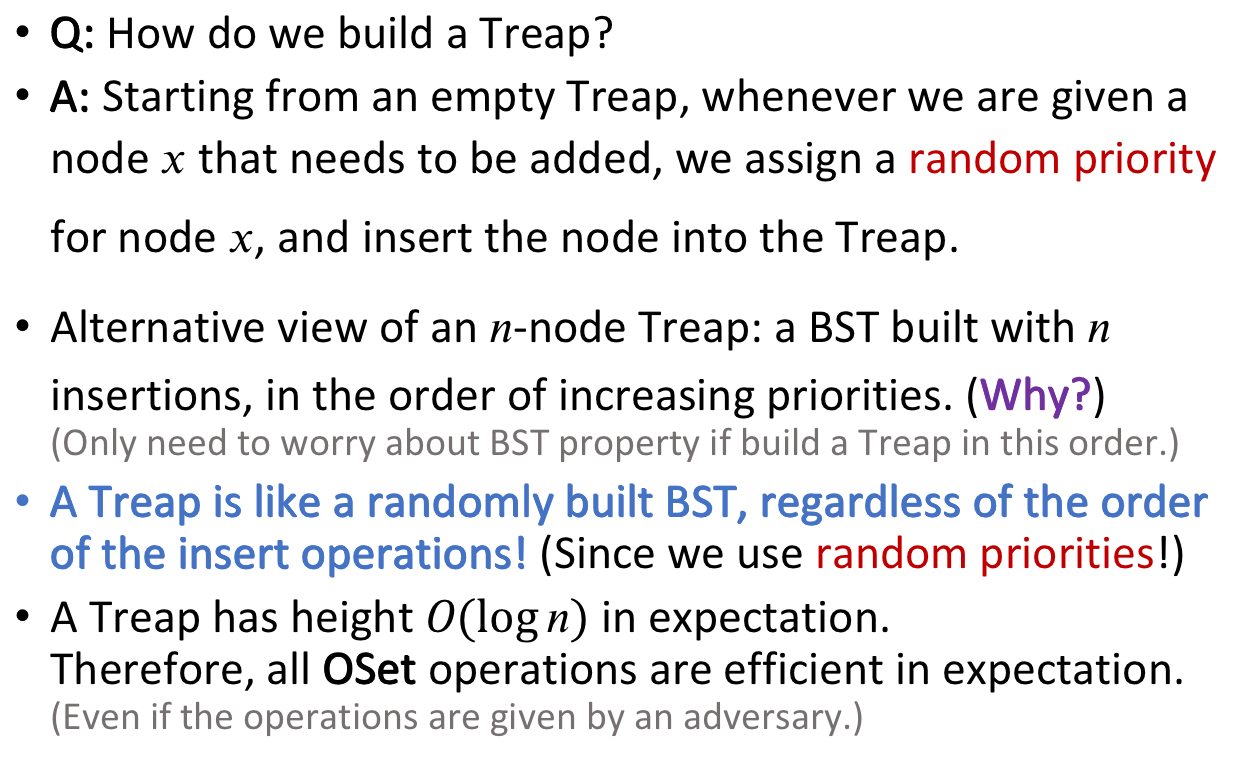 • Q: How do we build a Treap?
• A: Starting from an empty Treap, whenever we are given a
node x that needs to be added, we assign a random priority
for node x, and insert the node into the Treap.
• Alternative view of an n-node Treap: a BST built with n
insertions, in the order of increasing priorities. (Why?)
(Only need to worry about BST property if build a Treap in this order.)
• A Treap is like a randomly built BST, regardless of the order
of the insert operations! (Since we use random priorities!)
• A Treap has height O(log n) in expectation.
Therefore, all OSet operations are efficient in expectation.
(Even if the operations are given by an adversary.)